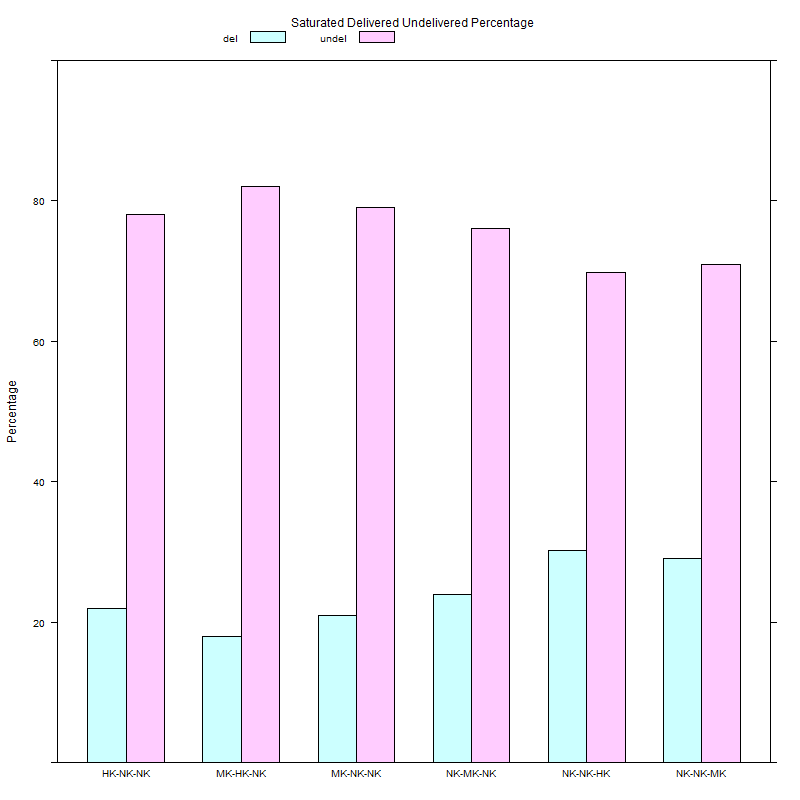 Saturated Delivered Undelivered Percentage
del undel
80
60
Percentage
40
20
HK-NK-NK MK-HK-NK MK-NK-NK NK-MK-NK NK-NK-HK NK-NK-MK